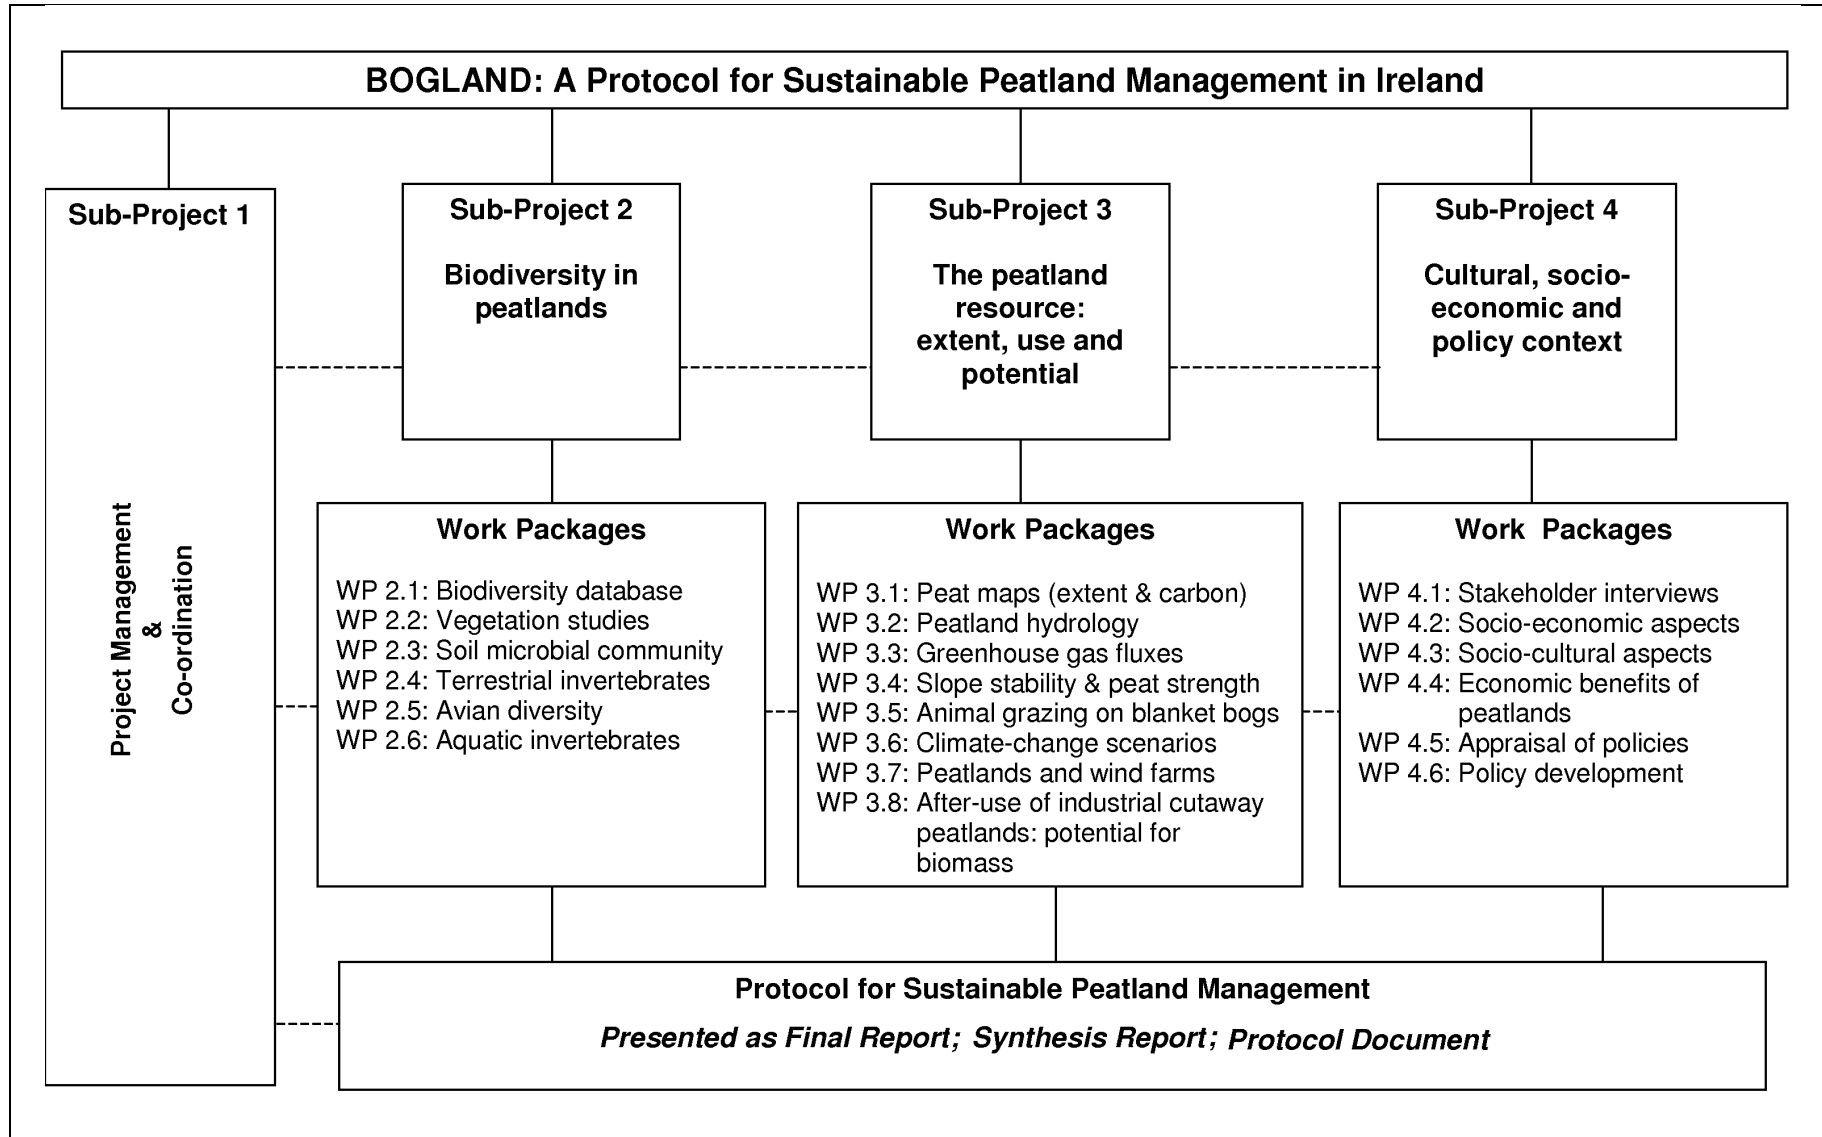 BOGLAND: A Protocol for Sustainable Peatland Management in Ireland
Sub-Project 1
Project Management
&
Co-ordination
Sub-Project 2
Biodiversity in
peatlands
Sub-Project 3
The peatland
resource:
extent, use and
potential
Sub-Project 4
Cultural, socio-
economic and
policy context
Work Packages
WP 2.1: Biodiversity database
WP 2.2: Vegetation studies
WP 2.3: Soil microbial community
WP 2.4: Terrestrial invertebrates
WP 2.5: Avian diversity
WP 2.6: Aquatic invertebrates
Work Packages
WP 3.1: Peat maps (extent & carbon)
WP 3.2: Peatland hydrology
WP 3.3: Greenhouse gas fluxes
WP 3.4: Slope stability & peat strength
WP 3.5: Animal grazing on blanket bogs
WP 3.6: Climate-change scenarios
WP 3.7: Peatlands and wind farms
WP 3.8: After-use of industrial cutaway
peatlands: potential for
biomass
Work Packages
WP 4.1: Stakeholder interviews
WP 4.2: Socio-economic aspects
WP 4.3: Socio-cultural aspects
WP 4.4: Economic benefits of
peatlands
WP 4.5: Appraisal of policies
WP 4.6: Policy development
Protocol for Sustainable Peatland Management
Presented as Final Report; Synthesis Report; Protocol Document